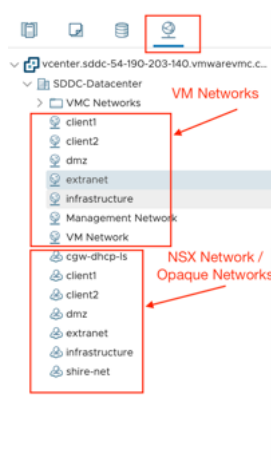 vcenter.sddc-54-190-203-140.vmwarevmc.c...
SDDC-Datacenter
VMC Networks
VM Networks
client1
client2
dmz
extranet
infrastructure
Management Network
VM Network
cgw-dhcp-ls
NSX Network /
Opaque Networks
client1
client2
dmz
extranet
infrastructure
shire-net